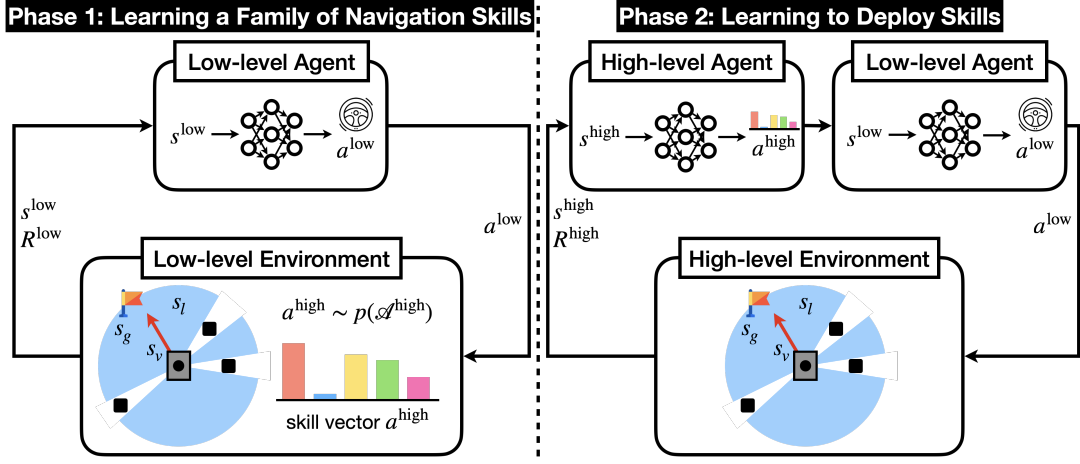 Phase 1: Learning a Family of Navigation Skills
Low-level Agent
s^low
a^low
s^low
R^low
a^low
Low-level Environment
s_l
s_g
s_v
a^high ∼ p(𝒜^high)
skill vector a^high
Phase 2: Learning to Deploy Skills
High-level Agent
s^high
a^high
Low-level Agent
s^low
a^low
s^high
R^high
a^low
High-level Environment
s_l
s_g
s_v